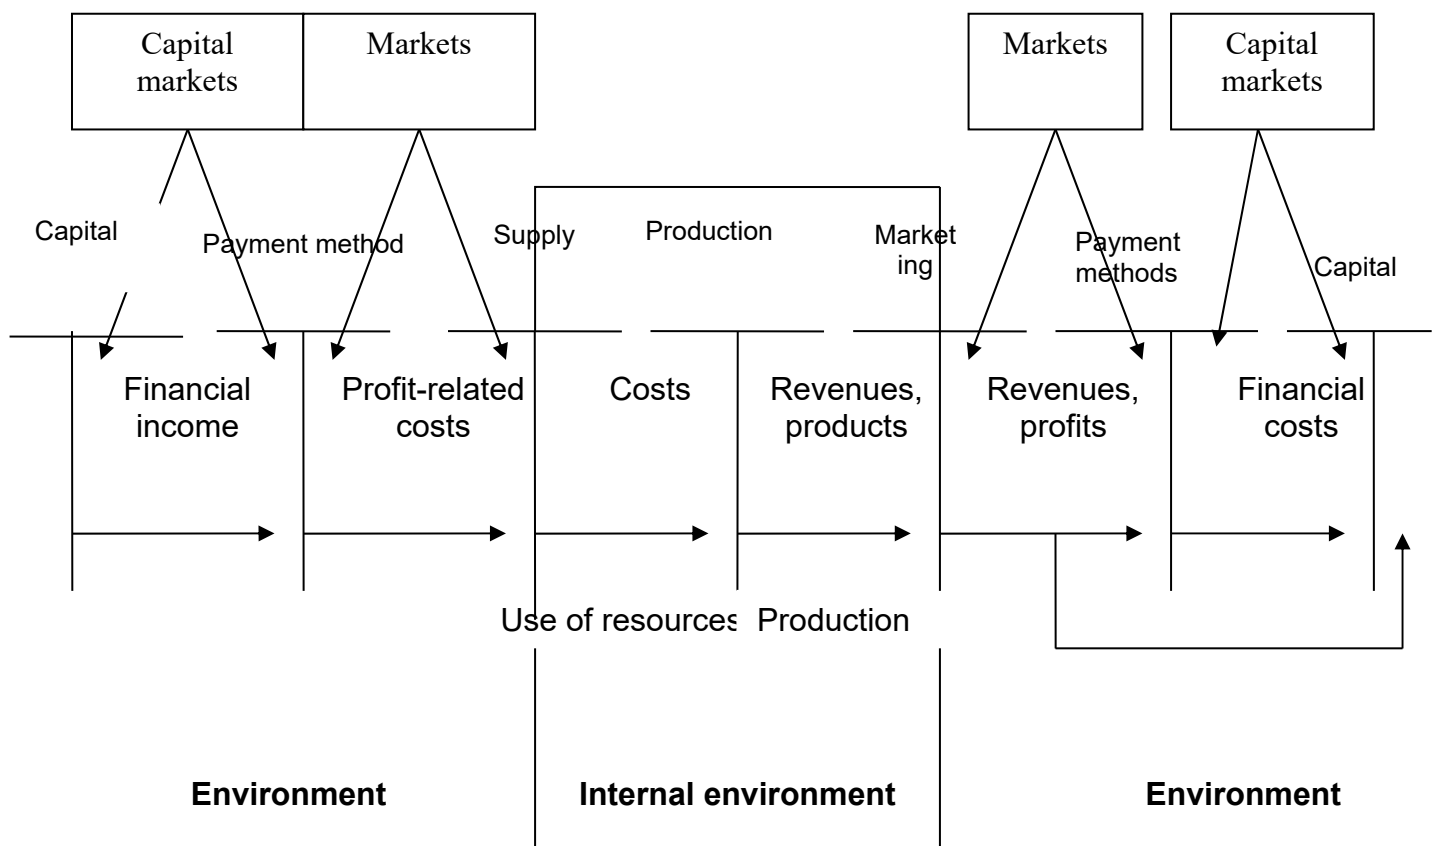 Capital
markets
Markets
Markets
Capital
markets
Capital
Payment method
Supply
Production
Market
ing
Payment
methods
Capital
Financial
income
Profit-related
costs
Costs
Revenues,
products
Revenues,
profits
Financial
costs
Use of resources
Production
Environment
Internal environment
Environment